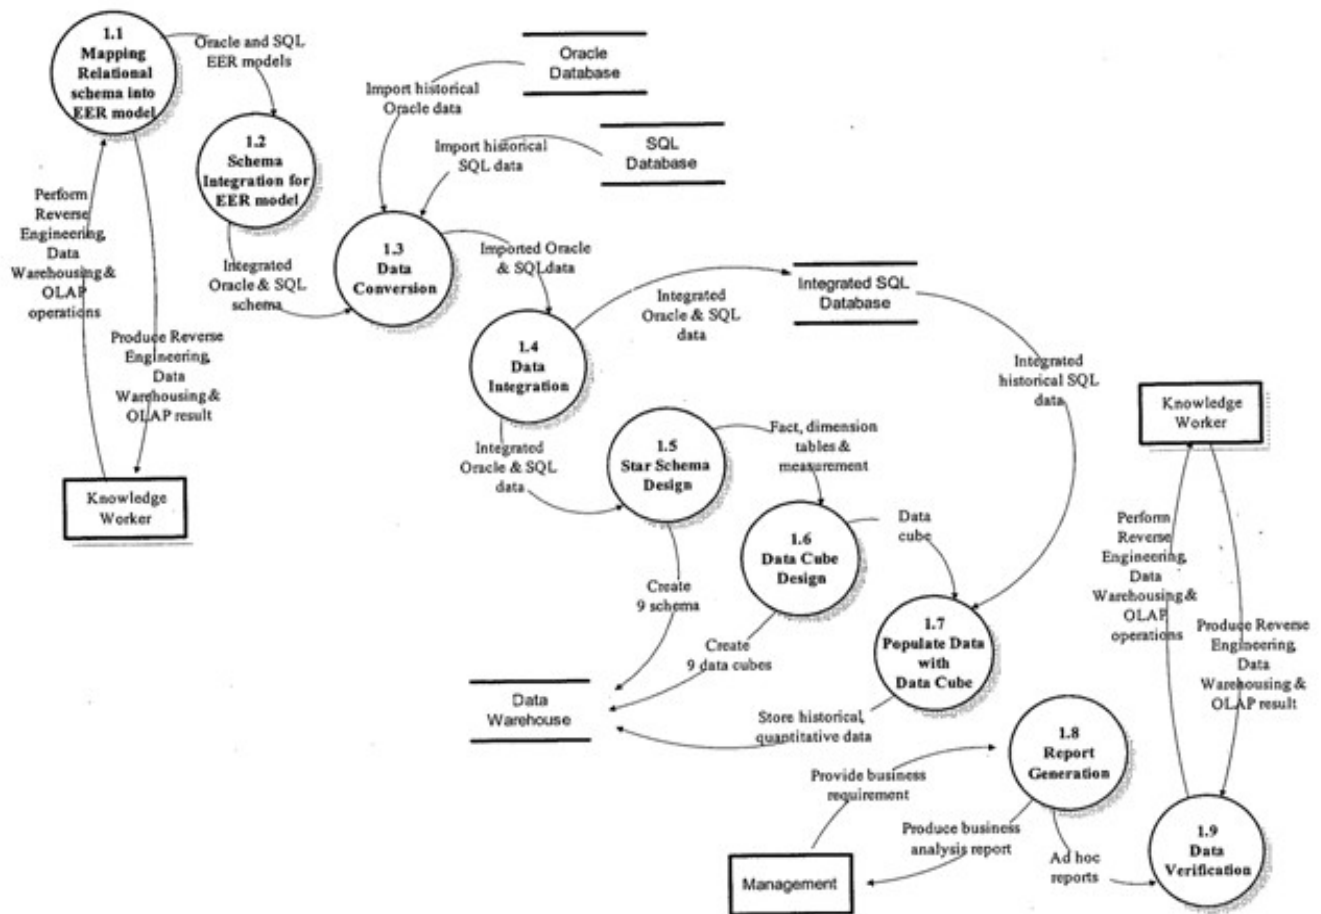 1.1
Mapping
Relational
schema into
EER model
Oracle and SQL
EER models
Oracle
Database
Import historical
Oracle data
1.2
Schema
Integration for
EER model
Import historical
SQL data
SQL
Database
Perform
Reverse
Engineering,
Data
Warehousing &
OLAP
operations
1.3
Data
Conversion
Integrated
Oracle & SQL
schema
Imported Oracle
& SQLdata
Integrated SQL
Database
Integrated
Oracle & SQL
data
Produce Reverse
Engineering,
Data
Warehousing &
OLAP result
1.4
Data
Integration
Integrated
historical SQL
data
Knowledge
Worker
Knowledge
Worker
Integrated
Oracle & SQL
data
1.5
Star Schema
Design
Fact, dimension
tables &
measurement
1.6
Data Cube
Design
Data
cube
Perform
Reverse
Engineering,
Data
Warehousing &
OLAP
operations
Create
9 schema
Create
9 data cubes
1.7
Populate Data
with
Data Cube
Produce Reverse
Engineering,
Data
Warehousing &
OLAP result
Data
Warehouse
Store historical,
quantitative data
1.8
Report
Generation
Provide business
requirement
Produce business
analysis report
Ad hoc
reports
1.9
Data
Verification
Management